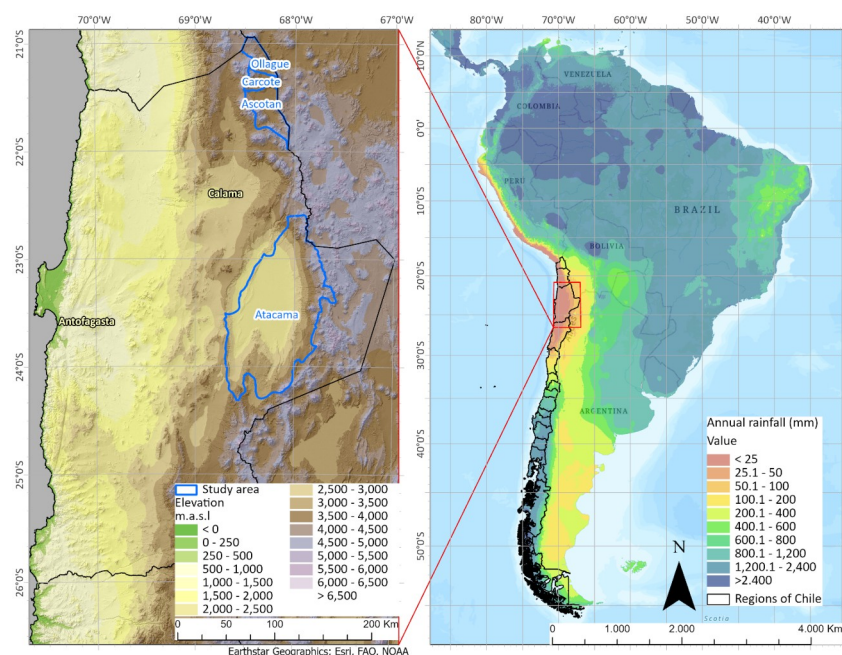 70°0'W 69°0'W 68°0'W 67°0'W
21°0'S
22°0'S
23°0'S
24°0'S
25°0'S
26°0'S
Ollague
Carcote
Ascotan
Calama
Antofagasta
Atacama
Study area
Elevation
m.a.s.l
< 0
0 - 250
250 - 500
500 - 1,000
1,000 - 1,500
1,500 - 2,000
2,000 - 2,500
2,500 - 3,000
3,000 - 3,500
3,500 - 4,000
4,000 - 4,500
4,500 - 5,000
5,000 - 5,500
5,500 - 6,000
6,000 - 6,500
> 6,500
0 50 100 200 Km
Earthstar Geographics: Esri, FAO, NOAA
80°0'W 70°0'W 60°0'W 50°0'W 40°0'W
10°0'N
0°0'
10°0'S
20°0'S
30°0'S
40°0'S
50°0'S
VENEZUELA
COLOMBIA
PERU
BRAZIL
BOLIVIA
ARGENTINA
Annual rainfall (mm)
Value
< 25
25.1 - 50
50.1 - 100
100.1 - 200
200.1 - 400
400.1 - 600
600.1 - 800
800.1 - 1,200
1,200.1 - 2,400
>2.400
Regions of Chile
N
Scotia
0 1.000 2.000 4.000 Km